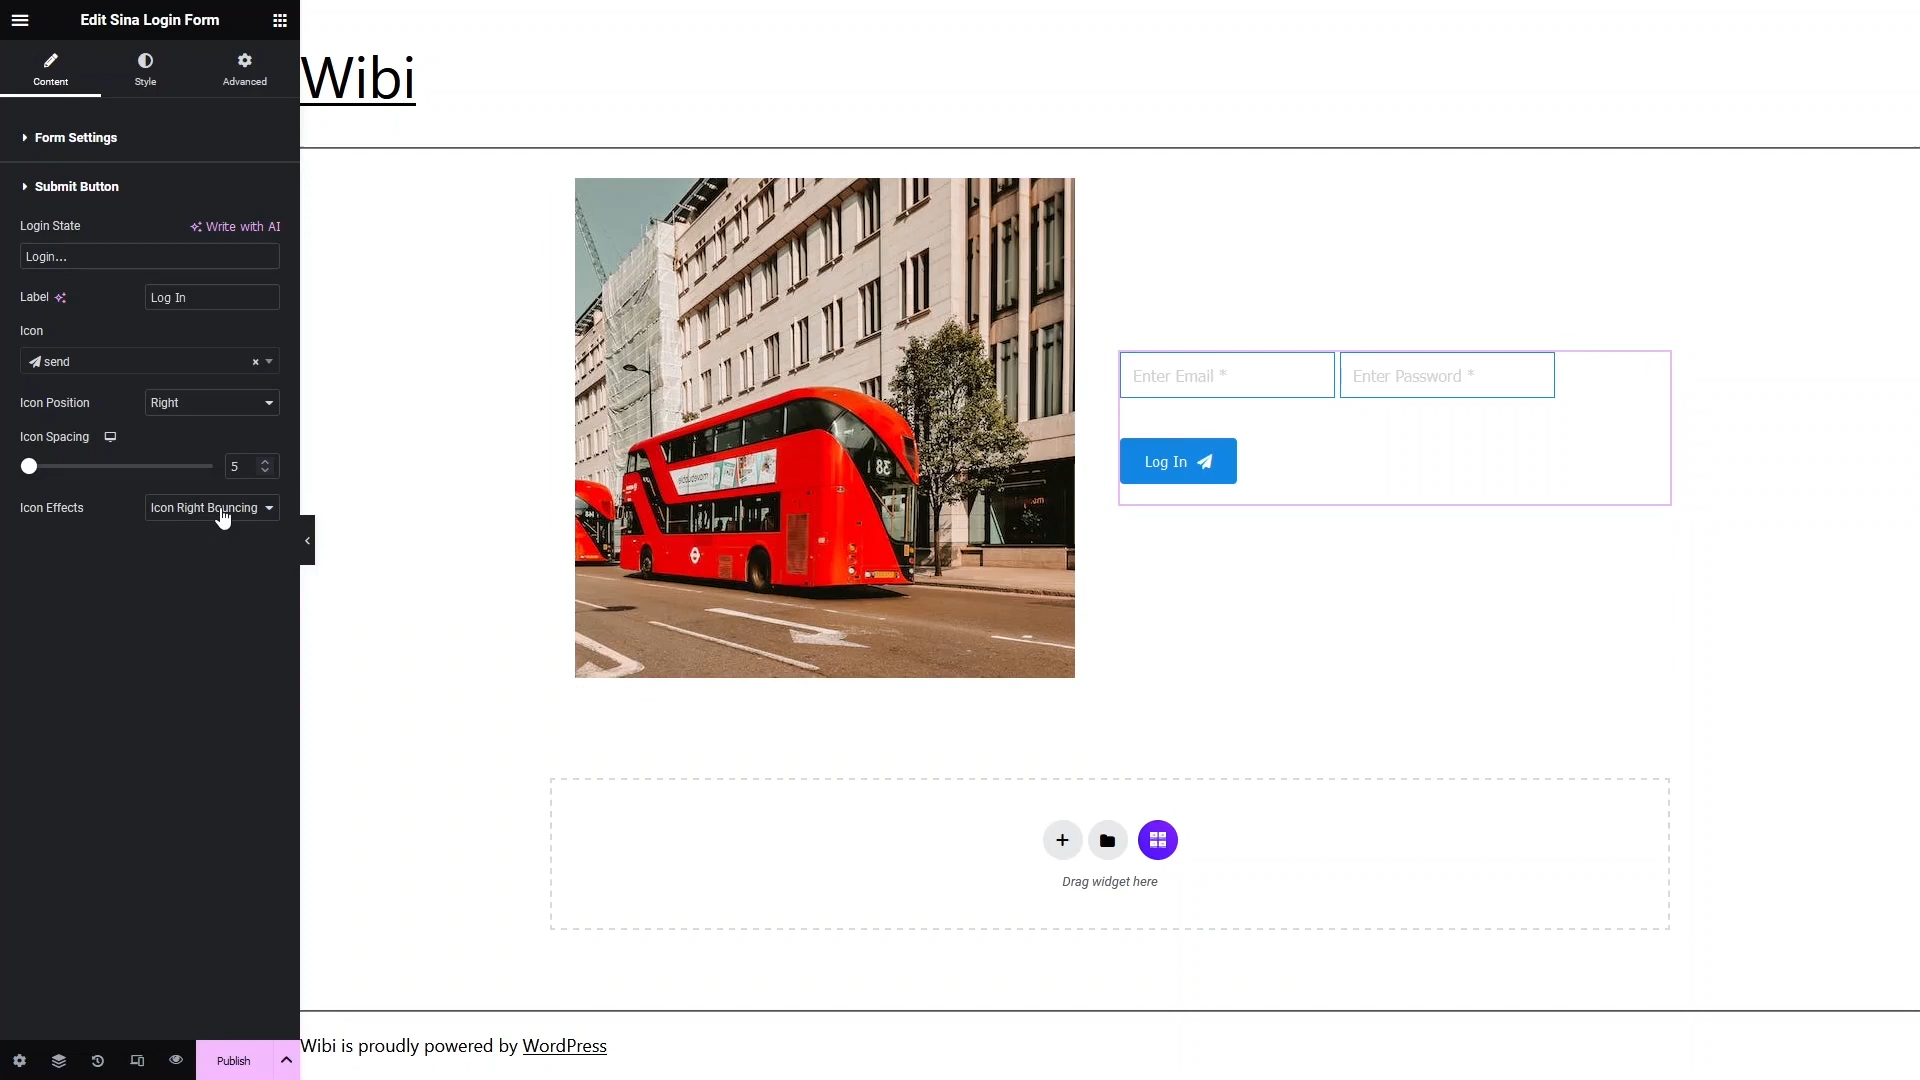 Edit Sina Login Form
Content
Style
Advanced
Form Settings
Submit Button
Login State
Write with AI
Login...
Label
Log In
Icon
send
Icon Position
Right
Icon Spacing
5
Icon Effects
Icon Right Bouncing
Publish
Wibi
38
Enter Email *
Enter Password *
Log In
Drag widget here
Wibi is proudly powered by WordPress